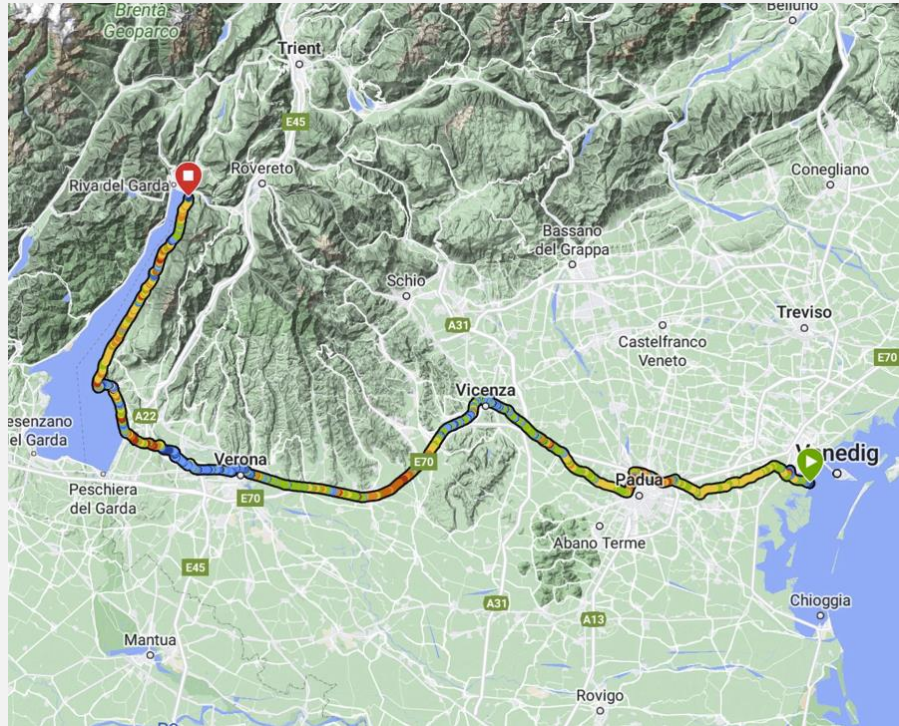 Brenta
Geoparco
Belluno
Trient
E45
Conegliano
Riva del Garda
Rovereto
Bassano
del Grappa
Schio
Treviso
A31
Castelfranco
Veneto
E70
Vicenza
A22
esenzano
el Garda
Verona
E70
Venedig
Padua
Peschiera
del Garda
E70
Abano Terme
E45
A31
Chioggia
A13
Mantua
Rovigo